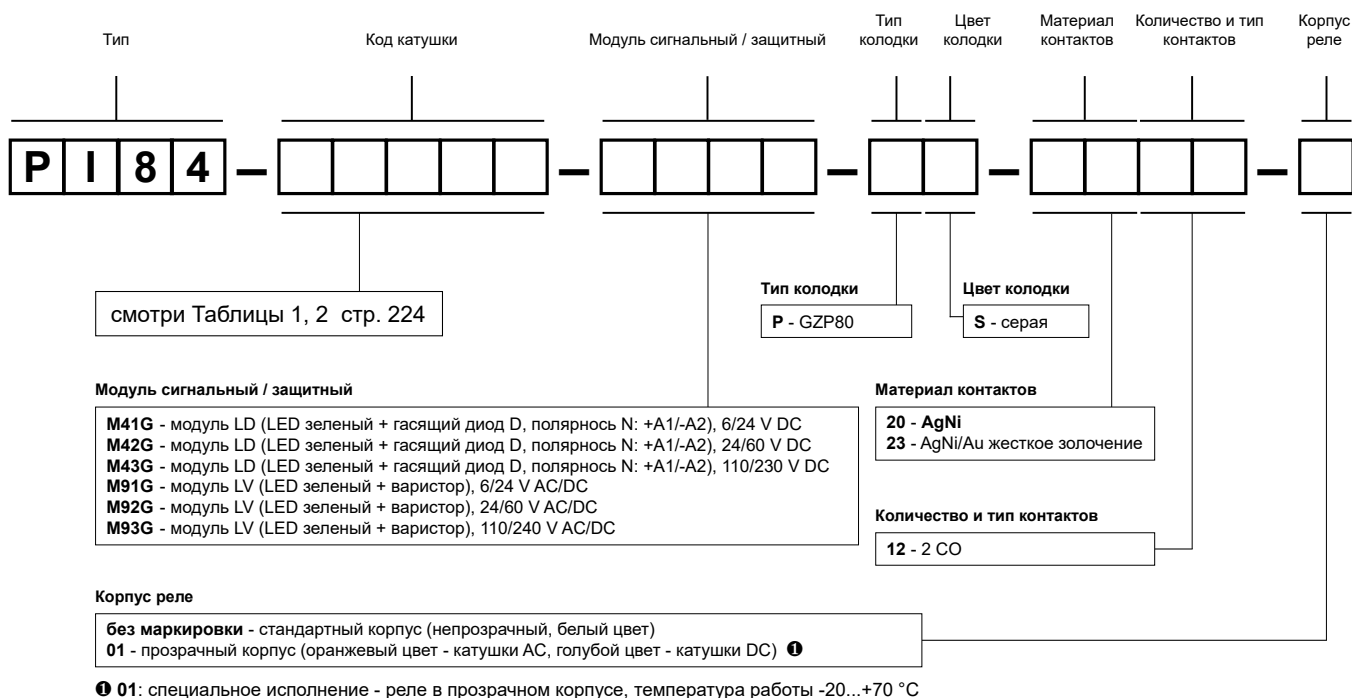 Тип
Код катушки
Модуль сигнальный / защитный
Тип
колодки
Цвет
колодки
Материал
контактов
Количество и тип
контактов
Корпус
реле
P I 8 4 – – – – –
смотри Таблицы 1, 2 стр. 224
Тип колодки
P - GZP80
Цвет колодки
S - серая
Модуль сигнальный / защитный
M41G - модуль LD (LED зеленый + гасящий диод D, полярнось N: +A1/-A2), 6/24 V DC
M42G - модуль LD (LED зеленый + гасящий диод D, полярнось N: +A1/-A2), 24/60 V DC
M43G - модуль LD (LED зеленый + гасящий диод D, полярнось N: +A1/-A2), 110/230 V DC
M91G - модуль LV (LED зеленый + варистор), 6/24 V AC/DC
M92G - модуль LV (LED зеленый + варистор), 24/60 V AC/DC
M93G - модуль LV (LED зеленый + варистор), 110/240 V AC/DC
Материал контактов
20 - AgNi
23 - AgNi/Au жесткое золочение
Количество и тип контактов
12 - 2 CO
Корпус реле
без маркировки - стандартный корпус (непрозрачный, белый цвет)
01 - прозрачный корпус (оранжевый цвет - катушки AC, голубой цвет - катушки DC) ❶
❶ 01: специальное исполнение - реле в прозрачном корпусе, температура работы -20...+70 °C